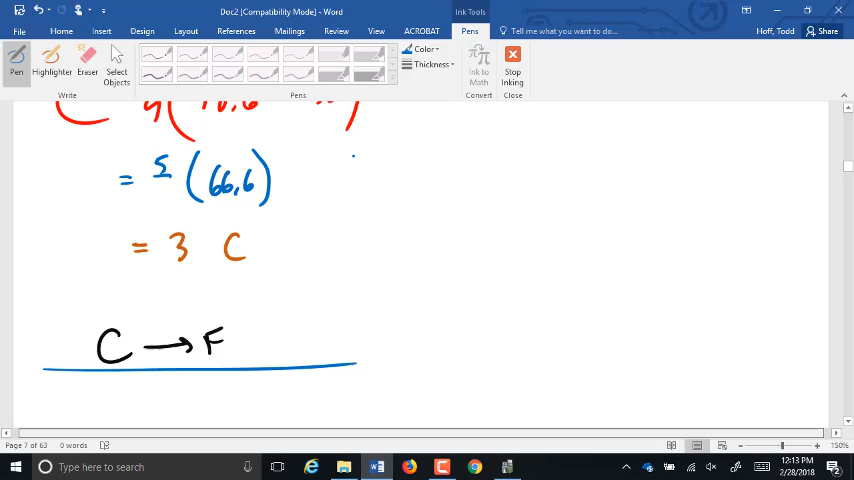 Doc2 [Compatibility Mode] - Word
Ink Tools
Hoff, Todd
File Home Insert Design Layout References Mailings Review View ACROBAT Pens Tell me what you want to do... Share
Pen Highlighter Eraser Select Objects
Color
Thickness
Ink to Math
Stop Inking
Write Pens Convert Close
= 5 (66.6)
= 3 C
C → F
Page 7 of 63 0 words
150%
Type here to search
12:13 PM
2/28/2018
2